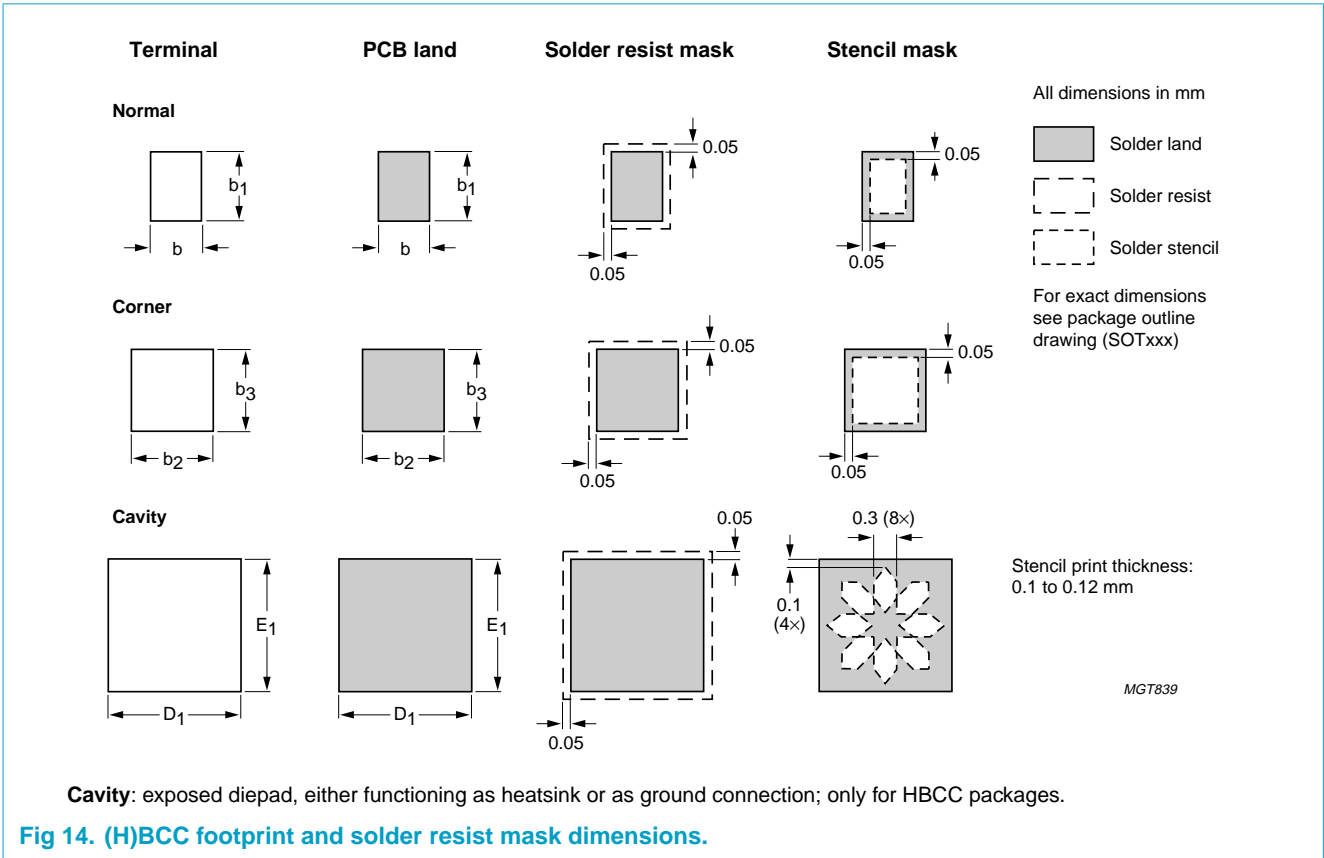 Terminal PCB land Solder resist mask Stencil mask
All dimensions in mm
Normal
Solder land
Solder resist
Solder stencil
b1
b
b1
b
0.05
0.05
0.05
0.05
For exact dimensions
see package outline
drawing (SOTxxx)
Corner
b3
b2
b3
b2
0.05
0.05
0.05
0.05
Cavity
E1
D1
E1
D1
0.05
0.05
0.3 (8×)
0.1
(4×)
Stencil print thickness:
0.1 to 0.12 mm
MGT839
Cavity: exposed diepad, either functioning as heatsink or as ground connection; only for HBCC packages.
Fig 14. (H)BCC footprint and solder resist mask dimensions.